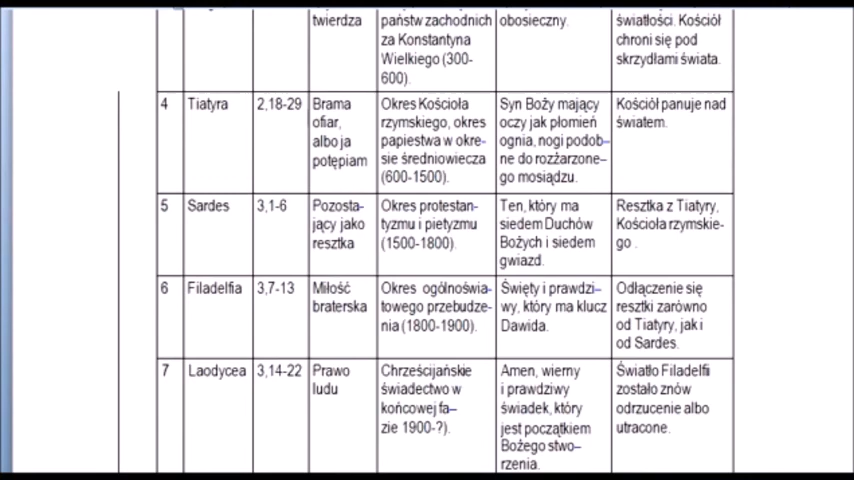 twierdza
państw zachodnich
za Konstantyna
Wielkiego (300-
600).
obosieczny.
światłości. Kościół
chroni się pod
skrzydłami świata.
4
Tiatyra
2,18-29
Brama
ofiar,
albo ja
potępiam
Okres Kościoła
rzymskiego, okres
papiestwa w okre-
sie średniowiecza
(600-1500).
Syn Boży mający
oczy jak płomień
ognia, nogi podob–
ne do rozżarzone–
go mosiądzu.
Kościół panuje nad
światem.
5
Sardes
3,1-6
Pozosta-
jący jako
resztka
Okres protestan-
tyzmu i pietyzmu
(1500-1800).
Ten, który ma
siedem Duchów
Bożych i siedem
gwiazd.
Resztka z Tiatyry,
Kościoła rzymskie-
go .
6
Filadelfia
3,7-13
Miłość
braterska
Okres ogólnoświa-
towego przebudze-
nia (1800-1900).
Święty i prawdzi–
wy, który ma klucz
Dawida.
Odłączenie się
resztki zarówno
od Tiatyry, jak i
od Sardes.
7
Laodycea
3,14-22
Prawo
ludu
Chrześcijańskie
świadectwo w
końcowej fa–
zie 1900-?).
Amen, wierny
i prawdziwy
świadek, który
jest początkiem
Bożego stwo–
rzenia.
Światło Filadelfii
zostało znów
odrzucenie albo
utracone.